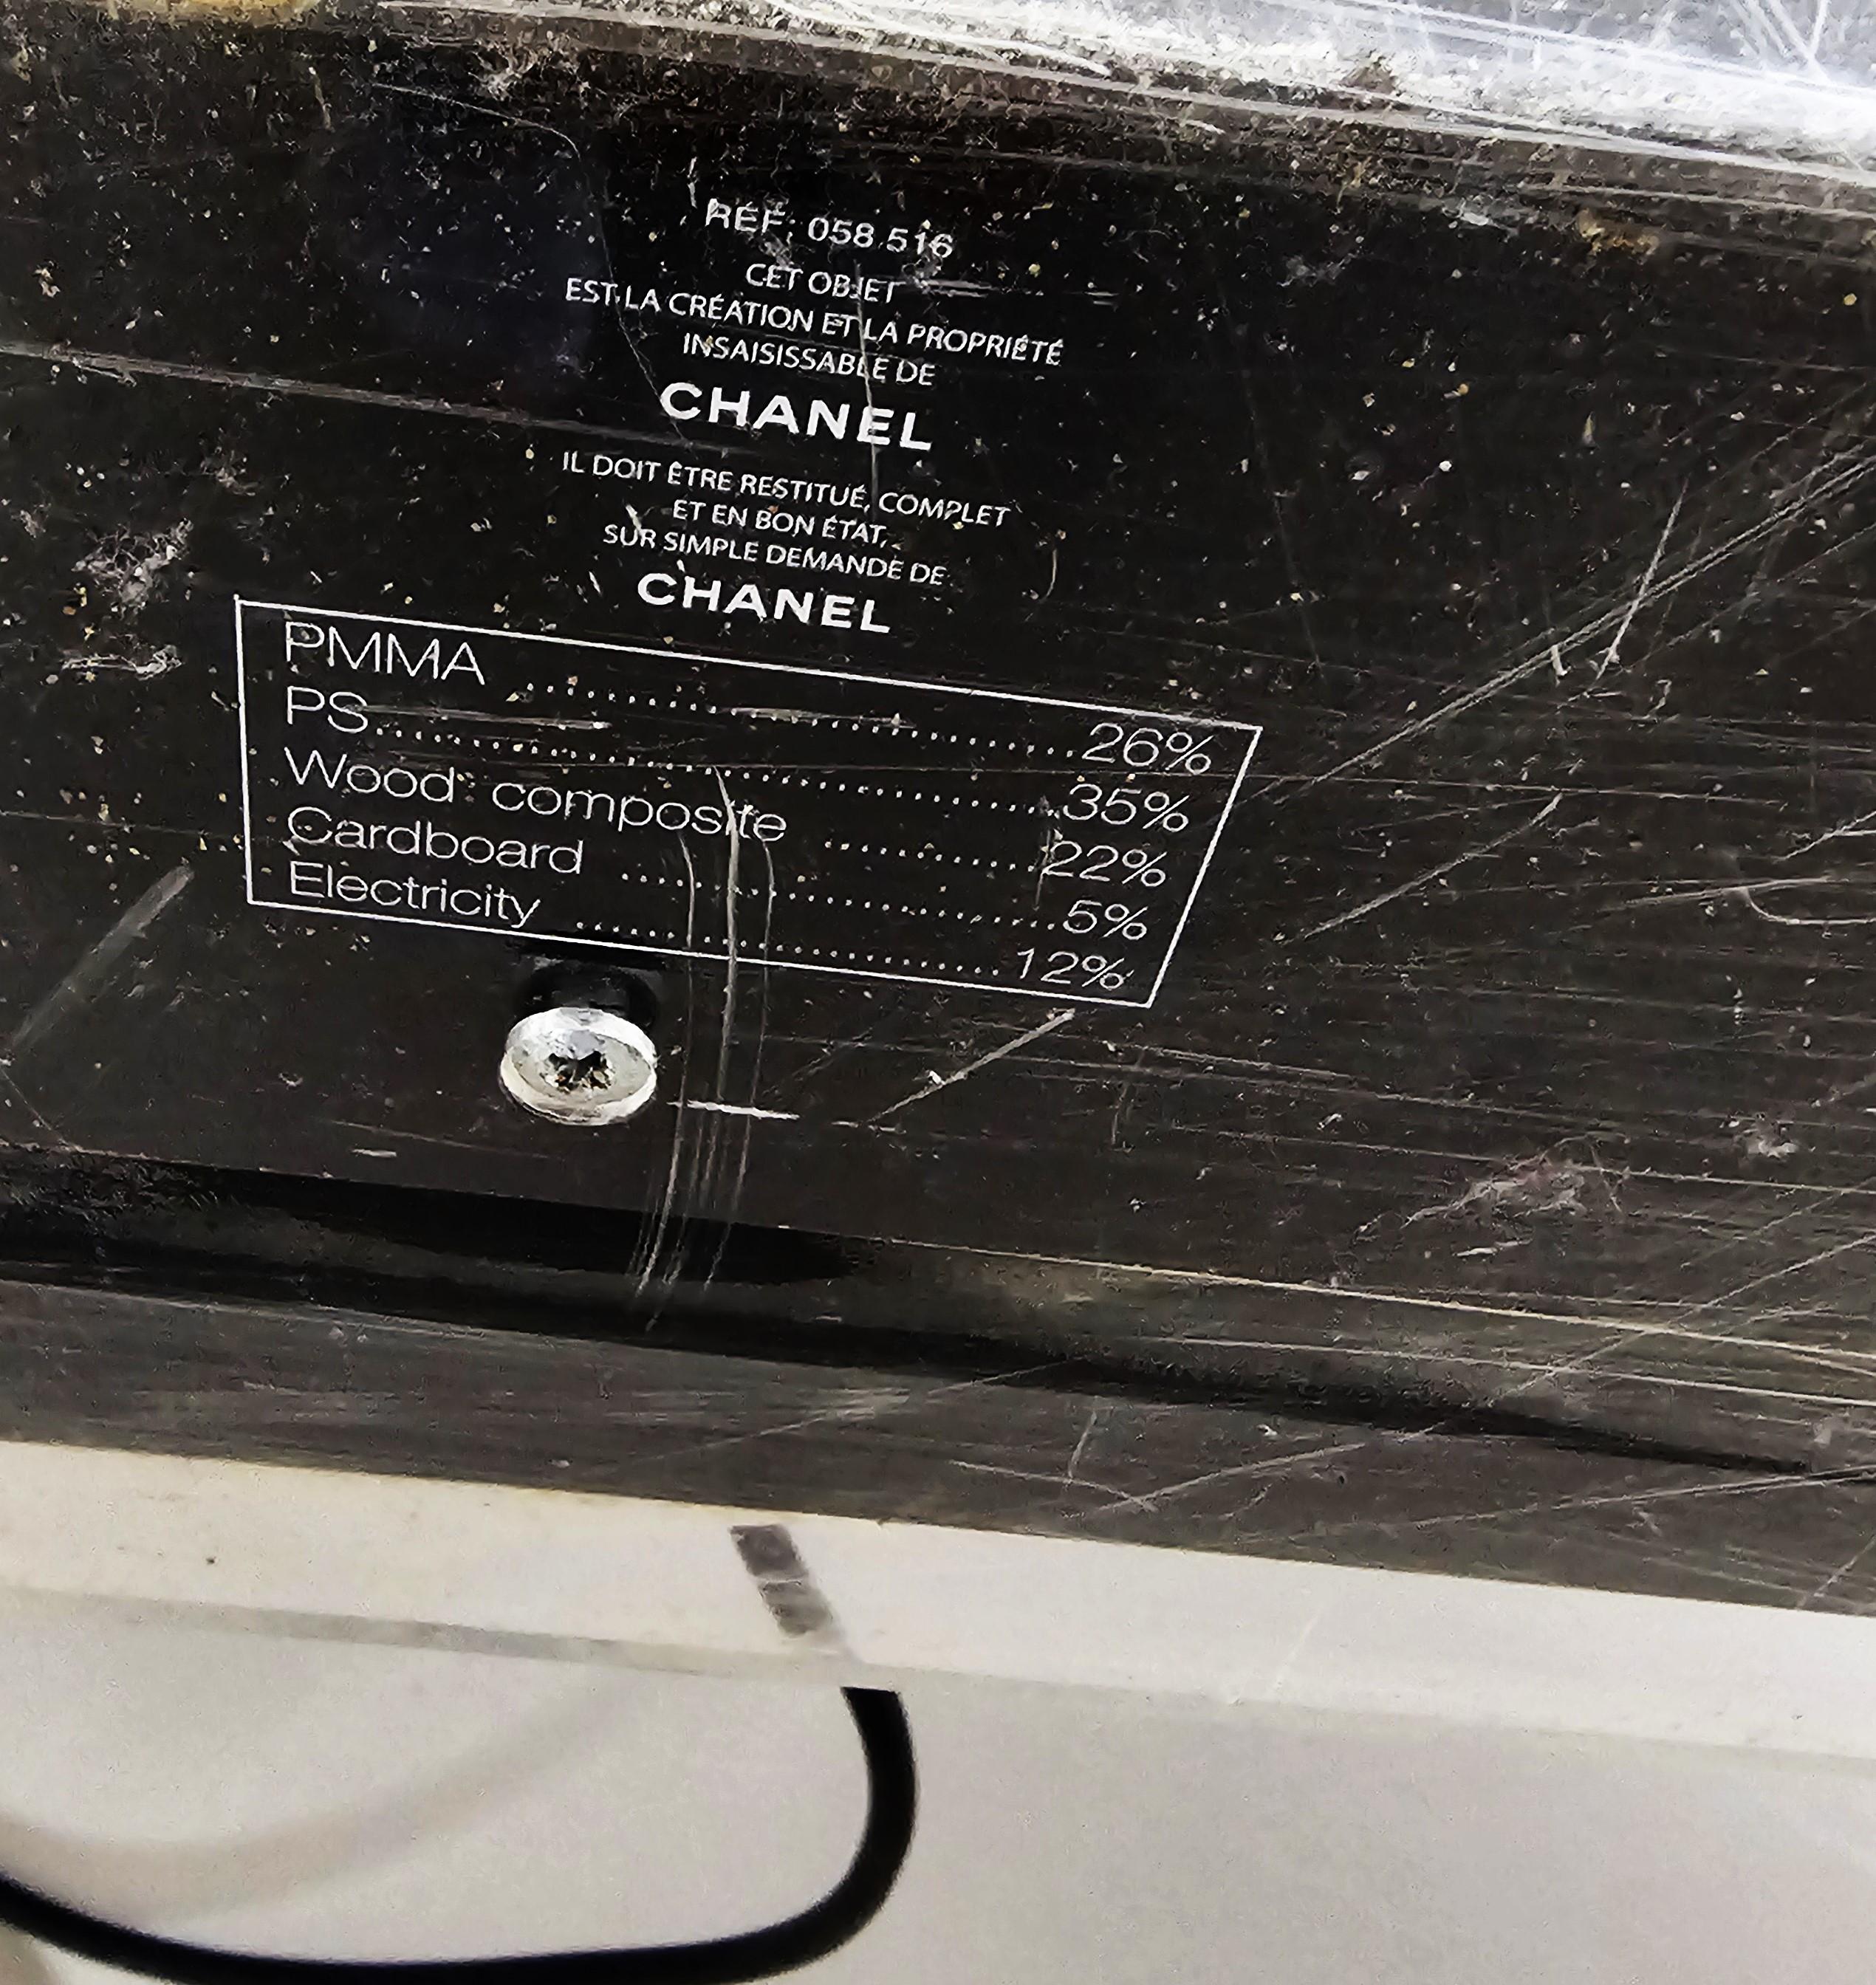 RÉF: 058 516
CET OBJET
EST LA CRÉATION ET LA PROPRIÉTÉ
INSAISISSABLE DE
CHANEL
IL DOIT ÊTRE RESTITUÉ, COMPLET
ET EN BON ÉTAT,
SUR SIMPLE DEMANDE DE
CHANEL
PMMA ........................ 26%
PS ........................ 35%
Wood composite ............ 22%
Cardboard ................. 5%
Electricity ............... 12%